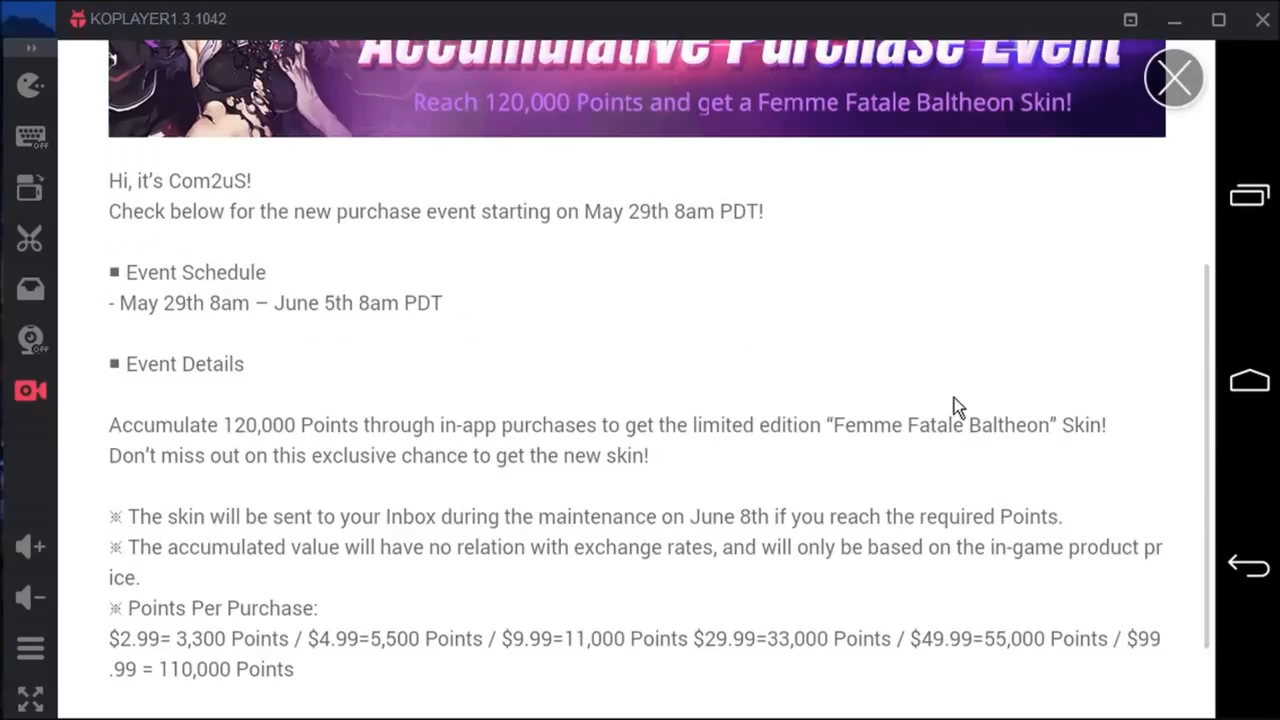 KOPLAYER1.3.1042
Accumulative Purchase Event
Reach 120,000 Points and get a Femme Fatale Baltheon Skin!
Hi, it's Com2uS!
Check below for the new purchase event starting on May 29th 8am PDT!
■ Event Schedule
- May 29th 8am – June 5th 8am PDT
■ Event Details
Accumulate 120,000 Points through in-app purchases to get the limited edition “Femme Fatale Baltheon” Skin!
Don't miss out on this exclusive chance to get the new skin!
※ The skin will be sent to your Inbox during the maintenance on June 8th if you reach the required Points.
※ The accumulated value will have no relation with exchange rates, and will only be based on the in-game product pr
ice.
※ Points Per Purchase:
$2.99= 3,300 Points / $4.99=5,500 Points / $9.99=11,000 Points $29.99=33,000 Points / $49.99=55,000 Points / $99
.99 = 110,000 Points
OFF
OFF